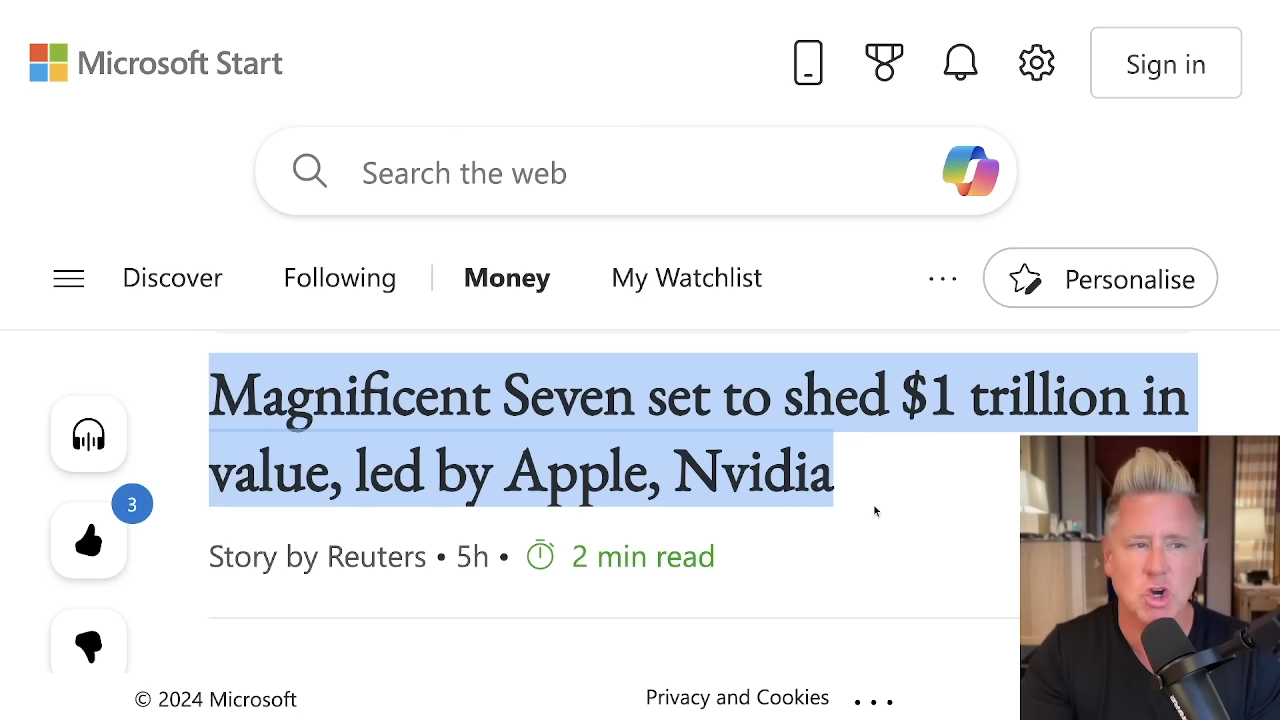 Microsoft Start
Sign in
Search the web
Discover
Following
Money
My Watchlist
Personalise
Magnificent Seven set to shed $1 trillion in
value, led by Apple, Nvidia
3
Story by Reuters • 5h • 2 min read
© 2024 Microsoft
Privacy and Cookies